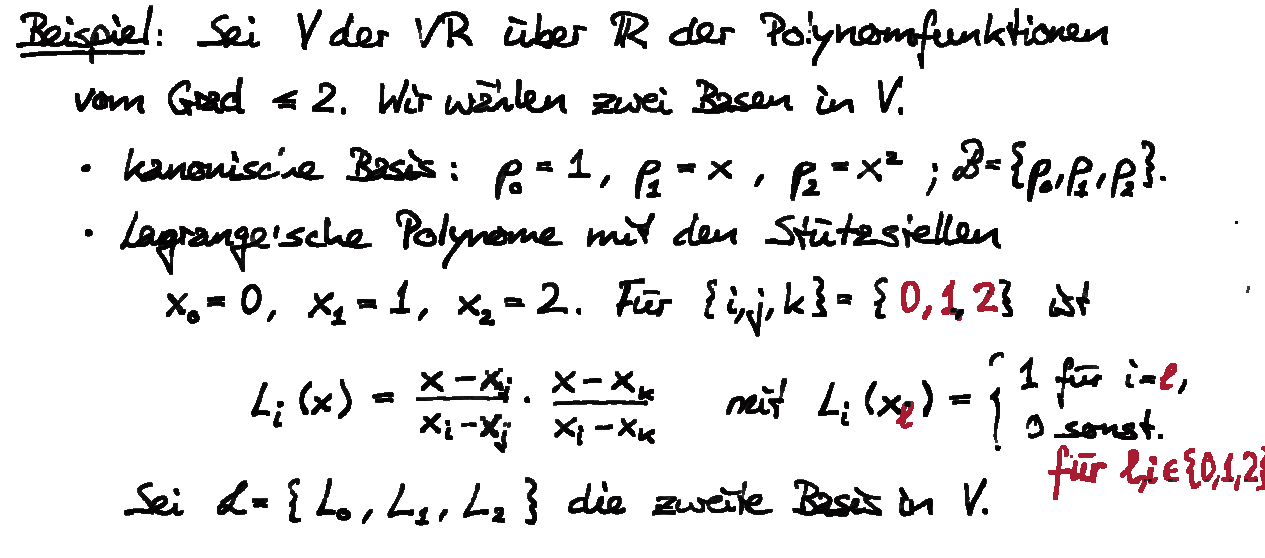 Beispiel: Sei V der VR über ℝ der Polynomfunktionen
vom Grad ≤ 2. Wir wählen zwei Basen in V.
• kanonische Basis: p₀ = 1, p₁ = x, p₂ = x²; ℬ = {p₀, p₁, p₂}.
• Lagrange'sche Polynome mit den Stützstellen
x₀ = 0, x₁ = 1, x₂ = 2. Für {i, j, k} = {0, 1, 2} ist
Lᵢ(x) = (x - xⱼ)/(xᵢ - xⱼ) · (x - xₖ)/(xᵢ - xₖ) mit Lᵢ(xₗ) = { 1 für i = ℓ,
0 sonst.
für ℓ, i ∈ {0, 1, 2}
Sei ℒ = {L₀, L₁, L₂} die zweite Basis in V.